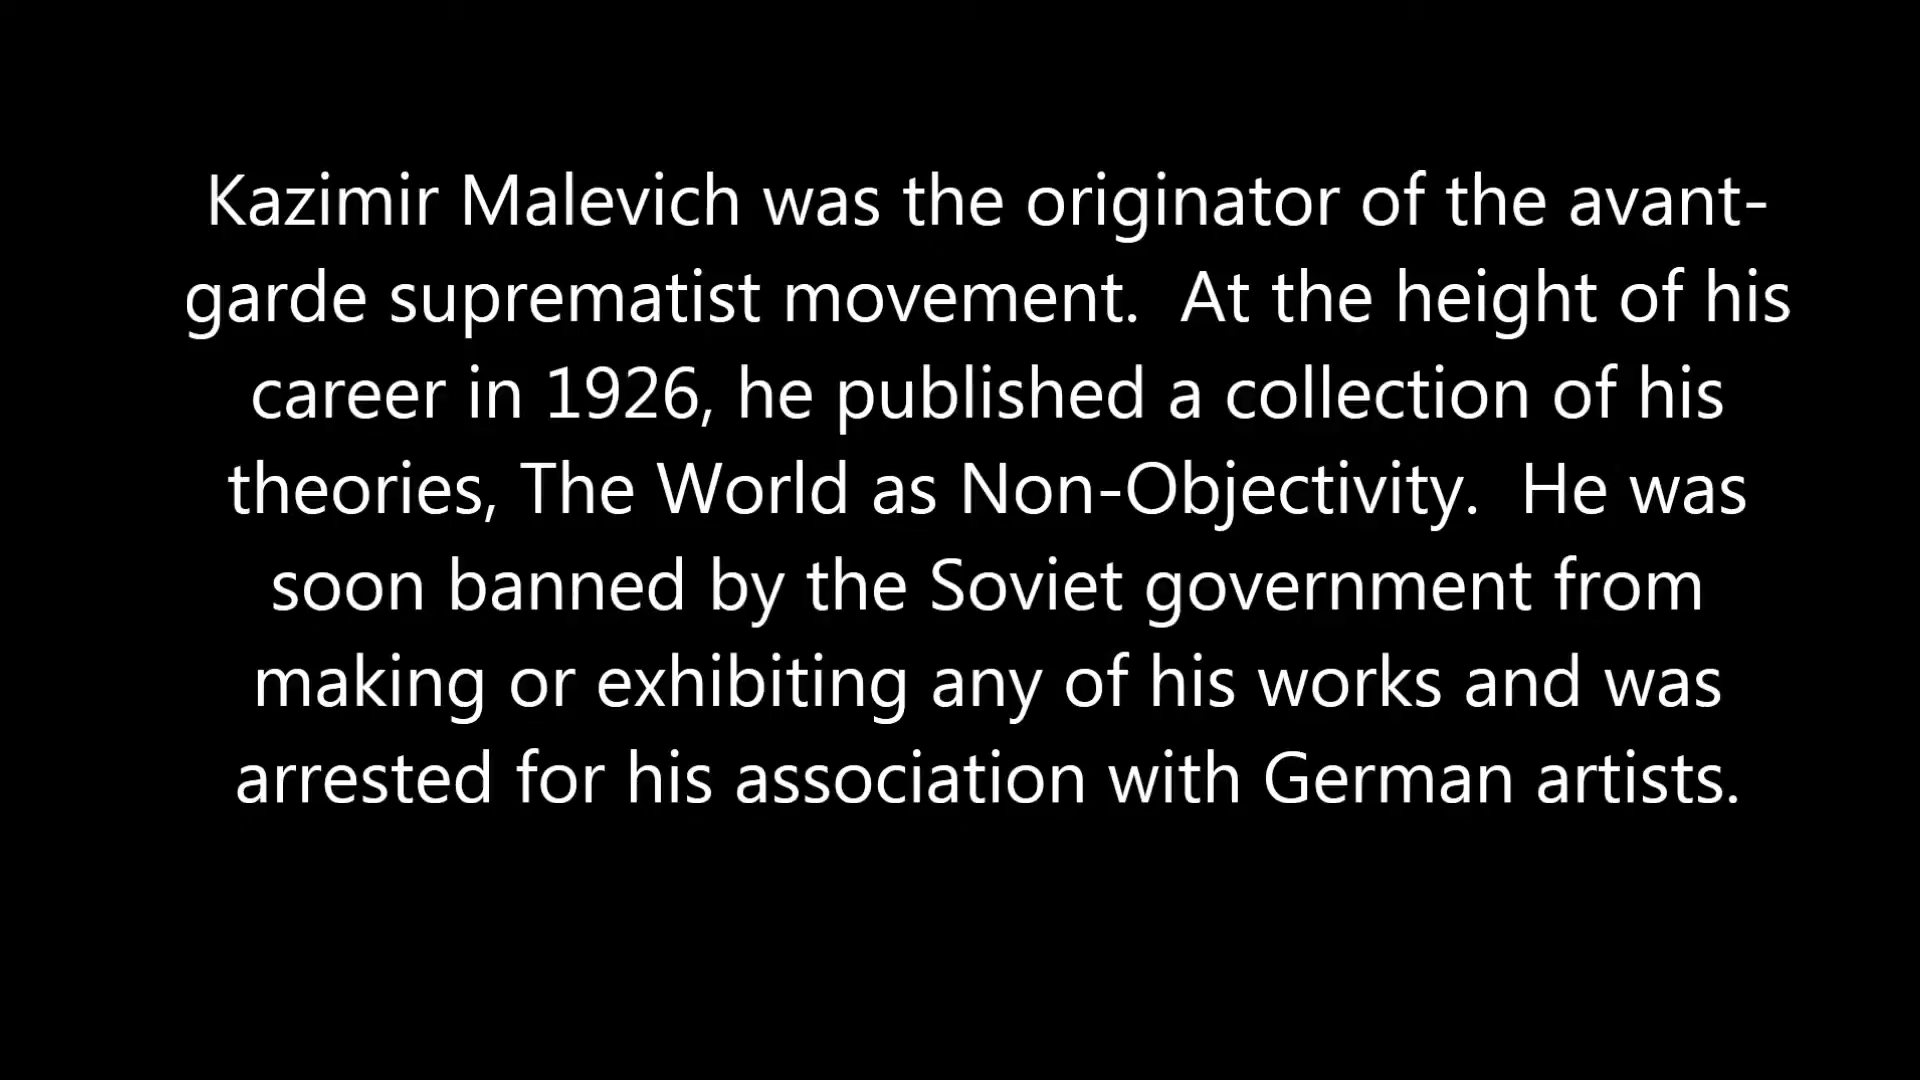 Kazimir Malevich was the originator of the avant-
garde suprematist movement.  At the height of his
career in 1926, he published a collection of his
theories, The World as Non-Objectivity.  He was
soon banned by the Soviet government from
making or exhibiting any of his works and was
arrested for his association with German artists.